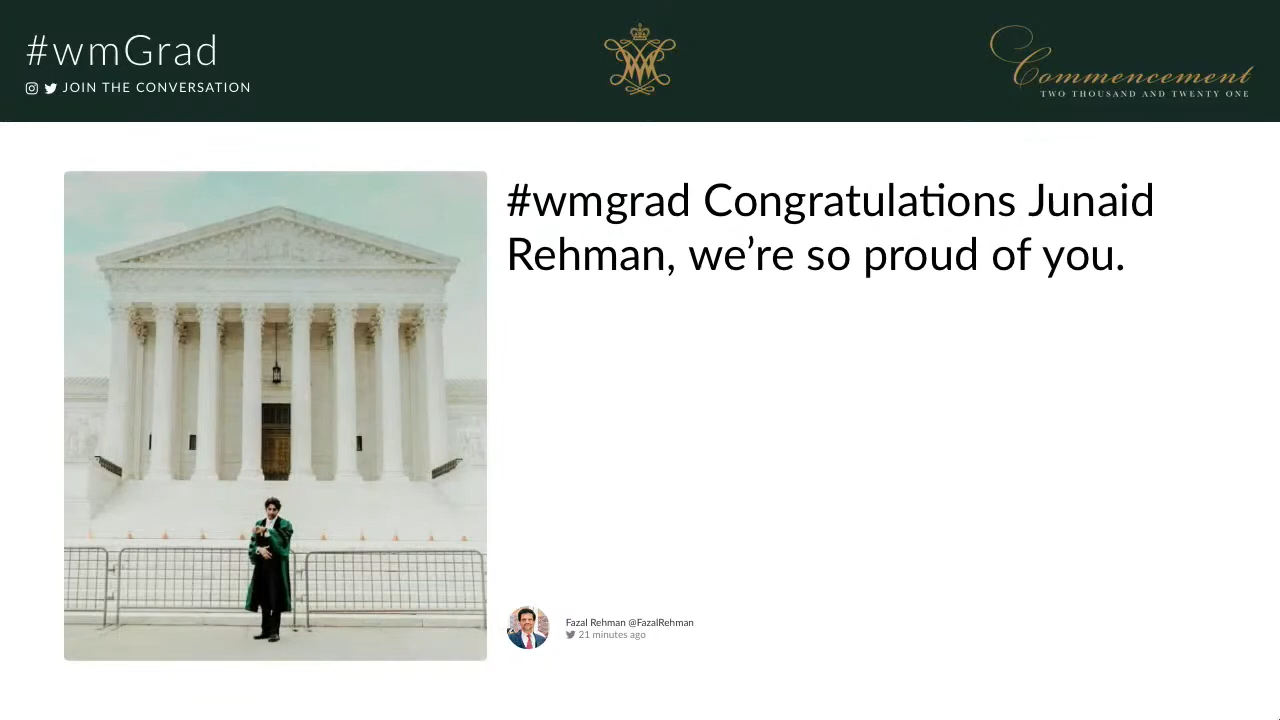 #wmGrad
JOIN THE CONVERSATION
Commencement
TWO THOUSAND AND TWENTY ONE
#wmgrad Congratulations Junaid
Rehman, we’re so proud of you.
Fazal Rehman @FazalRehman
21 minutes ago